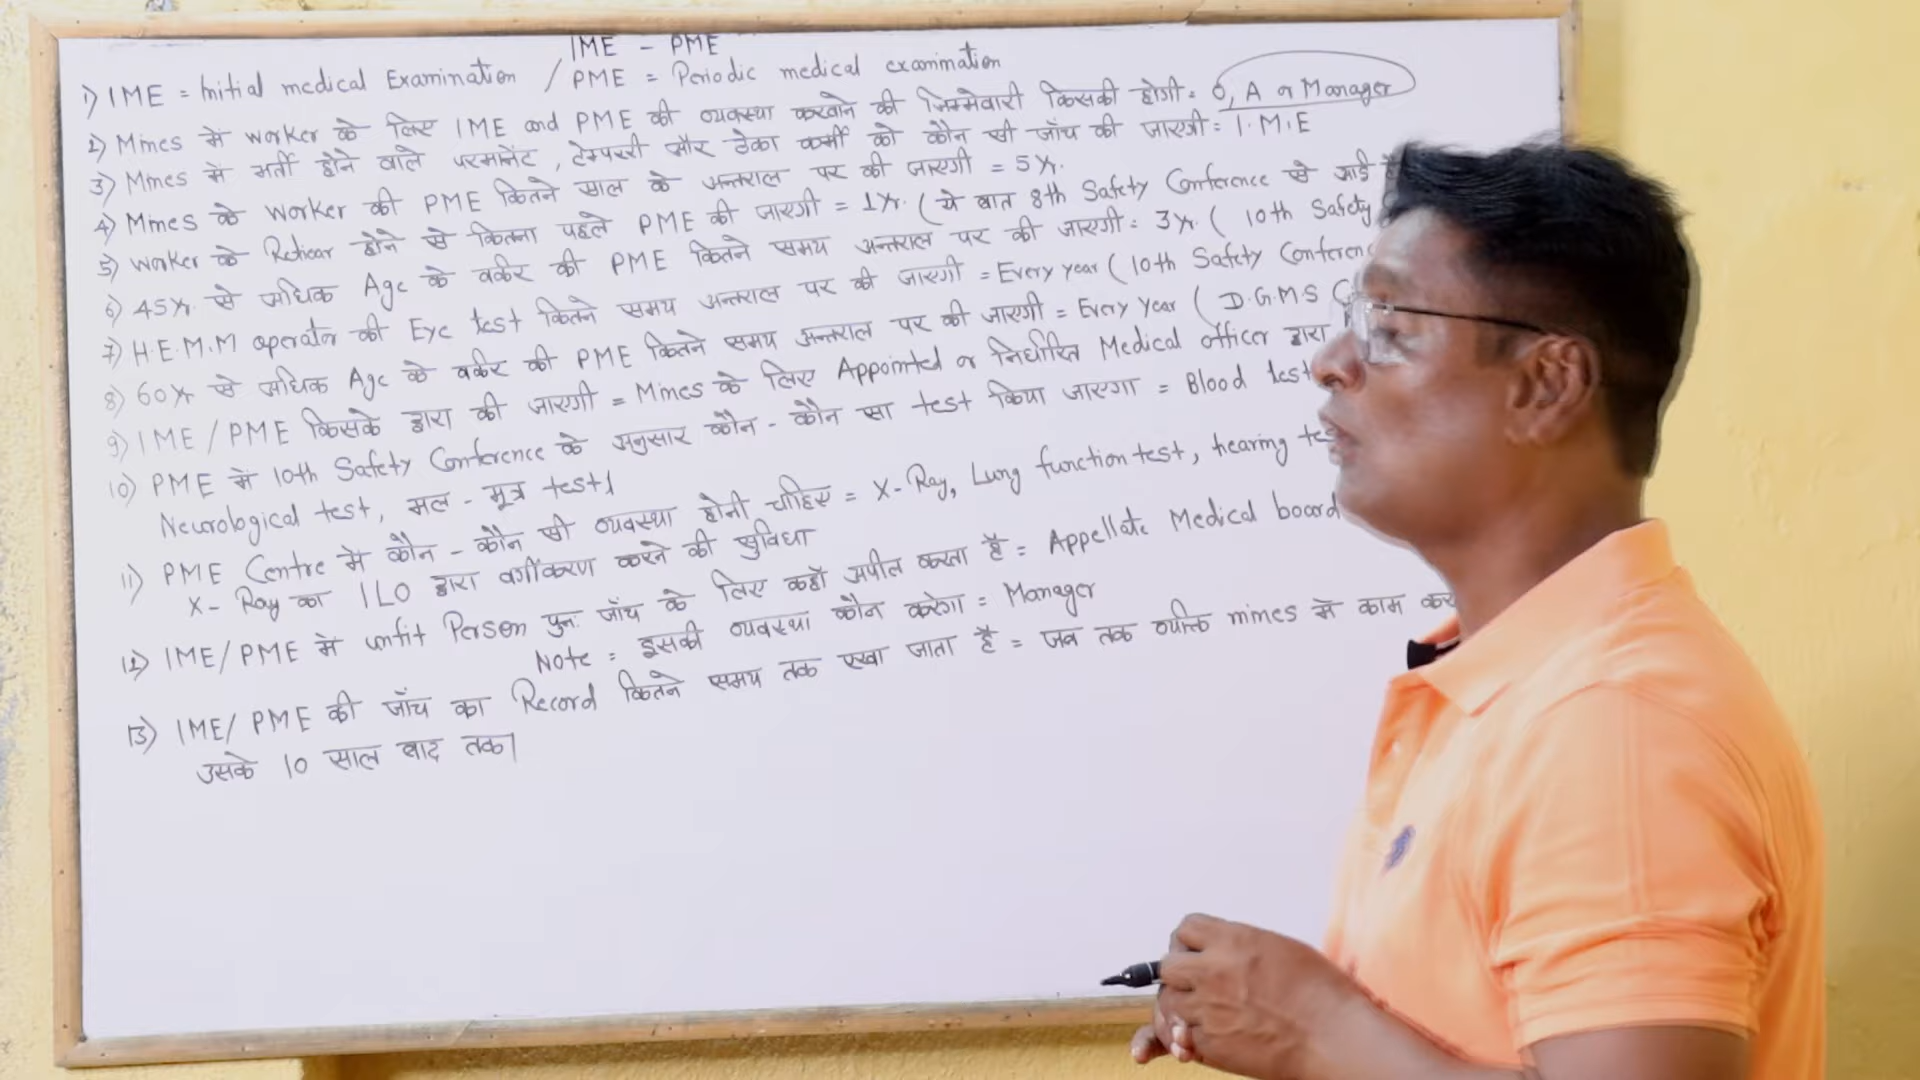 IME - PME
1) IME = Initial medical Examination / PME = Periodic medical examination
2) Mines में worker के लिए IME and PME की व्यवस्था करवाने की जिम्मेवारी किसकी होगी = O, A or Manager
3) Mines में भर्ती होने वाले परमानेंट, टेम्पररी और ठेका कर्मी को कौन सी जाँच की जाएगी = I.M.E
4) Mines के worker की PME कितने साल के अन्तराल पर की जाएगी = 5 Yr.
5) worker के Retiear होने से कितना पहले PME की जाएगी = 1 Yr. ( ये बात 8th Safety Conference से आई
6) 45 Yr. से अधिक Age के वर्कर की PME कितने समय अन्तराल पर की जाएगी = 3 Yr. ( 10th Safety
7) H.E.M.M operator की Eye test कितने समय अन्तराल पर की जाएगी = Every year ( 10th Safety Conferenc
8) 60 Yr से अधिक Age के वर्कर की PME कितने समय अन्तराल पर की जाएगी = Every Year ( D.G.M.S
9) IME / PME किसके द्वारा की जाएगी = Mines के लिए Appointed or निर्धारित Medical officer द्वारा
10) PME में 10th Safety Conference के अनुसार कौन - कौन सा test किया जाएगा = Blood test
Neurological test, मल - मूत्र test।
11) PME Centre में कौन - कौन सी व्यवस्था होनी चाहिए = X- Ray, Lung function test, hearing te
X- Ray का ILO द्वारा वर्गीकरण करने की सुविधा
12) IME/ PME में unfit Person पुनः जाँच के लिए कहाँ अपील करता है = Appellate Medical board
Note = इसकी व्यवस्था कौन करेगा = Manager
13) IME/ PME की जाँच का Record कितने समय तक रखा जाता है = जब तक व्यक्ति mines में काम कर
उसके 10 साल बाद तक।